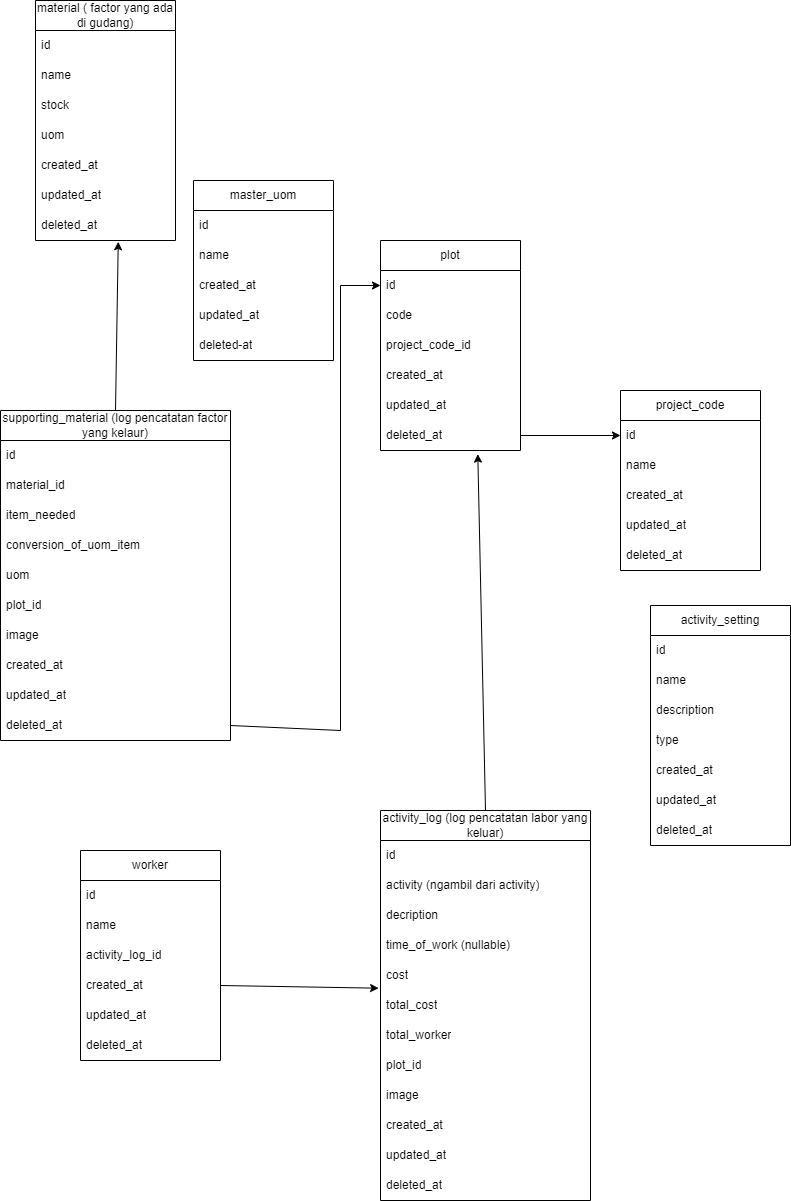 material ( factor yang ada
di gudang)
id
name
stock
uom
created_at
updated_at
deleted_at
master_uom
id
name
created_at
updated_at
deleted-at
plot
id
code
project_code_id
created_at
updated_at
deleted_at
project_code
id
name
created_at
updated_at
deleted_at
supporting_material (log pencatatan factor
yang kelaur)
id
material_id
item_needed
conversion_of_uom_item
uom
plot_id
image
created_at
updated_at
deleted_at
activity_setting
id
name
description
type
created_at
updated_at
deleted_at
worker
id
name
activity_log_id
created_at
updated_at
deleted_at
activity_log (log pencatatan labor yang
keluar)
id
activity (ngambil dari activity)
decription
time_of_work (nullable)
cost
total_cost
total_worker
plot_id
image
created_at
updated_at
deleted_at